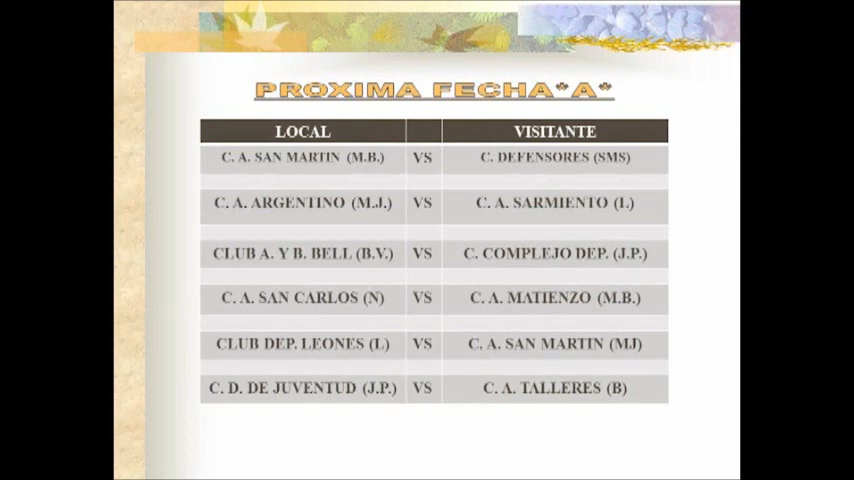 PROXIMA FECHA*A*
LOCAL VISITANTE
C. A. SAN MARTIN (M.B.) VS C. DEFENSORES (SMS)
C. A. ARGENTINO (M.J.) VS C. A. SARMIENTO (L)
CLUB A. Y B. BELL (B.V.) VS C. COMPLEJO DEP. (J.P.)
C. A. SAN CARLOS (N) VS C. A. MATIENZO (M.B.)
CLUB DEP. LEONES (L) VS C. A. SAN MARTIN (MJ)
C. D. DE JUVENTUD (J.P.) VS C. A. TALLERES (B)